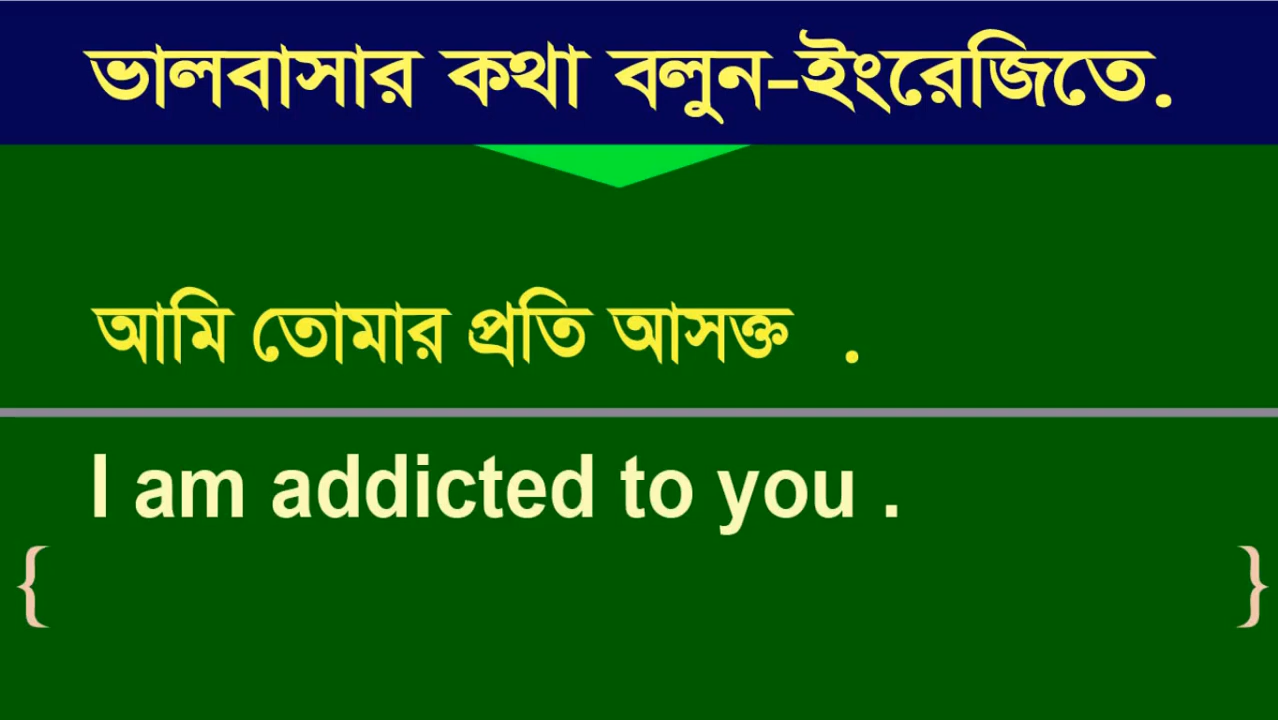 ভালবাসার কথা বলুন-ইংরেজিতে.
আমি তোমার প্রতি আসক্ত .
I am addicted to you .
{ }